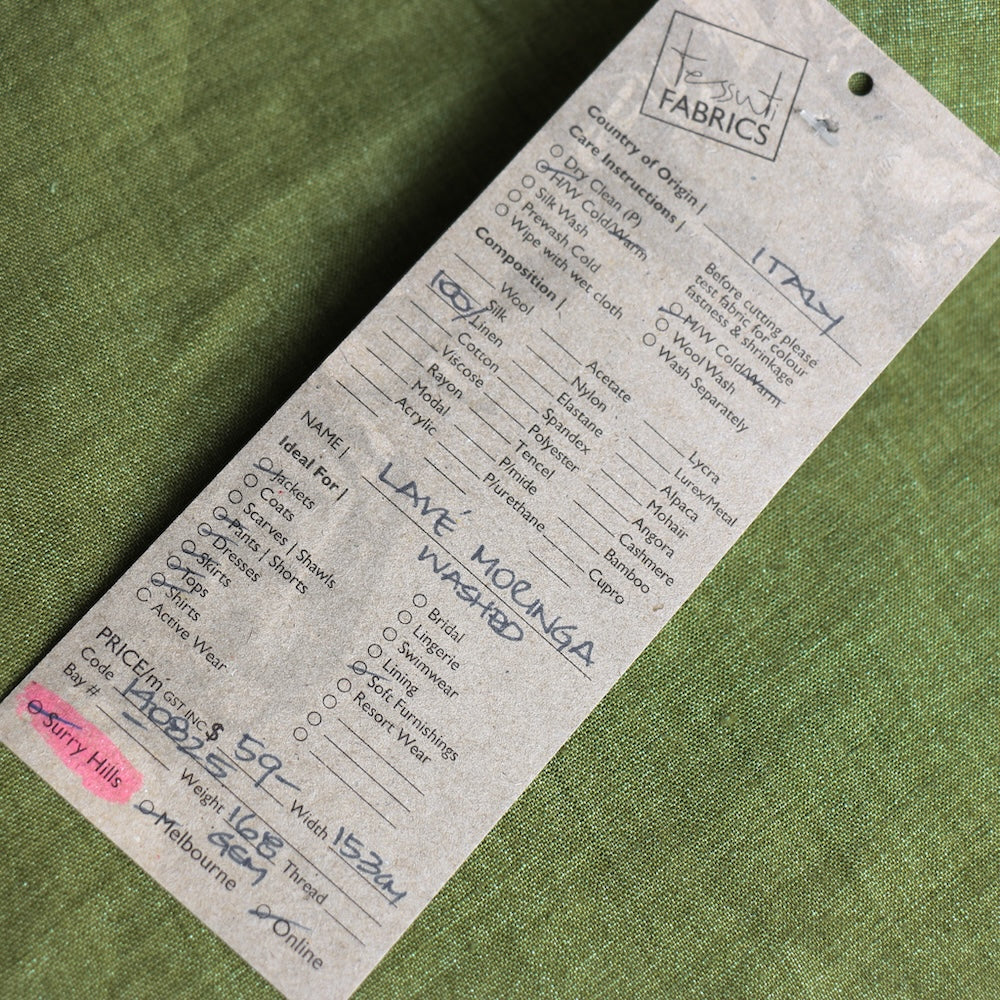 tessuti
FABRICS
Country of Origin | ITALY
Care Instructions |
Dry Clean (P)
H/W Cold/Warm
Silk Wash
Prewash Cold
Wipe with wet cloth
Before cutting please
test fabric for colour
fastness & shrinkage
M/W Cold/Warm
Wool Wash
Wash Separately
Composition |
Wool
Silk
100% Linen
Cotton
Viscose
Rayon
Modal
Acrylic
Acetate
Nylon
Elastane
Spandex
Polyester
Tencel
P/mide
P/urethane
Lycra
Lurex/Metal
Alpaca
Mohair
Angora
Cashmere
Bamboo
Cupro
NAME | LAVÉ MORINGA
WASHED
Ideal For |
Jackets
Coats
Scarves | Shawls
Pants | Shorts
Dresses
Skirts
Tops
Shirts
Active Wear
Bridal
Lingerie
Swimwear
Lining
Soft Furnishings
Resort Wear
PRICE/m GST INC. $ 59-
Code 140825 Width 153cm
Bay # Weight 168 Thread
GSM
Surry Hills Melbourne Online